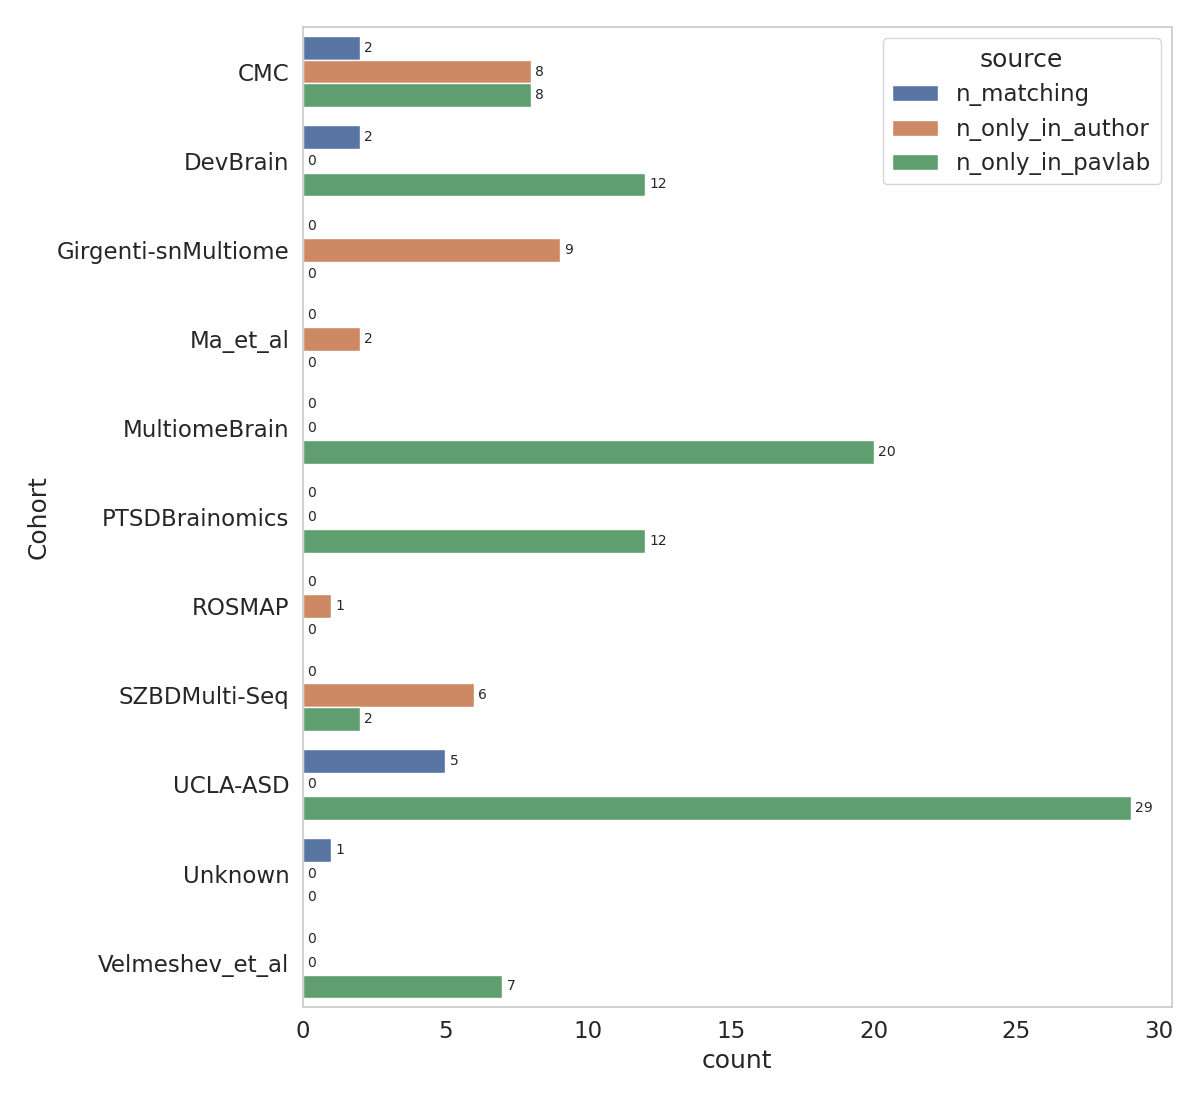 source
n_matching
n_only_in_author
n_only_in_pavlab
CMC
2
8
8
DevBrain
2
0
12
Girgenti-snMultiome
0
9
0
Ma_et_al
0
2
0
MultiomeBrain
0
0
20
PTSDBrainomics
0
0
12
ROSMAP
0
1
0
SZBDMulti-Seq
0
6
2
UCLA-ASD
5
0
29
Unknown
1
0
0
Velmeshev_et_al
0
0
7
Cohort
0 5 10 15 20 25 30
count